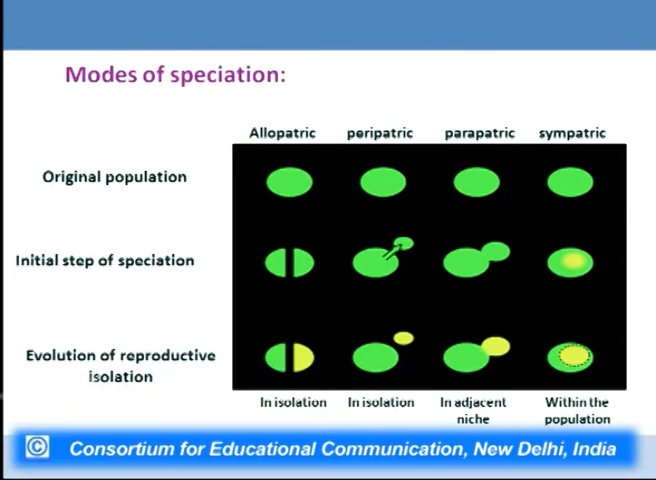 Modes of speciation:
Allopatric peripatric parapatric sympatric
Original population
Initial step of speciation
Evolution of reproductive
isolation
In isolation In isolation In adjacent Within the
niche population
© Consortium for Educational Communication, New Delhi, India